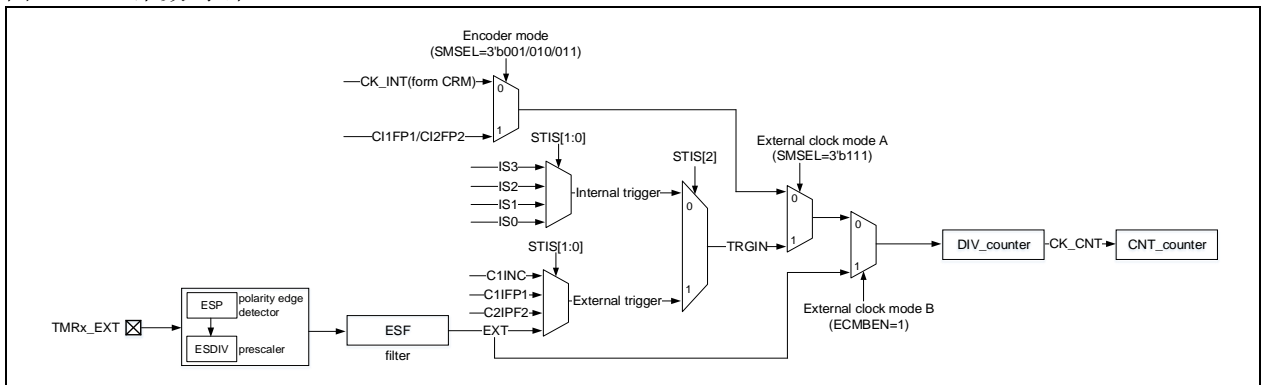 Encoder mode
(SMSEL=3'b001/010/011)
CK_INT(form CRM)
0
CI1FP1/CI2FP2
1
STIS[1:0]
External clock mode A
(SMSEL=3'b111)
IS3
IS2
IS1
IS0
Internal trigger
STIS[2]
0
0
0
STIS[1:0]
TRGIN
1
DIV_counter
CK_CNT
CNT_counter
C1INC
C1IFP1
C2IPF2
External trigger
1
1
External clock mode B
(ECMBEN=1)
TMRx_EXT
ESP
polarity edge
detector
ESDIV
prescaler
ESF
filter
EXT